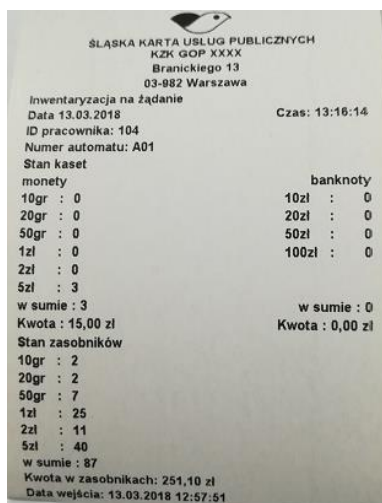 ŚLĄSKA KARTA USŁUG PUBLICZNYCH
KZK GOP XXXX
Branickiego 13
03-982 Warszawa
Inwentaryzacja na żądanie
Data 13.03.2018 Czas: 13:16:14
ID pracownika: 104
Numer automatu: A01
Stan kaset
monety banknoty
10gr : 0 10zł : 0
20gr : 0 20zł : 0
50gr : 0 50zł : 0
1zł : 0 100zł : 0
2zł : 0
5zł : 3
w sumie : 3 w sumie : 0
Kwota : 15,00 zł Kwota : 0,00 zł
Stan zasobników
10gr : 2
20gr : 2
50gr : 7
1zł : 25
2zł : 11
5zł : 40
w sumie : 87
Kwota w zasobnikach: 251,10 zł
Data wejścia: 13.03.2018 12:57:51